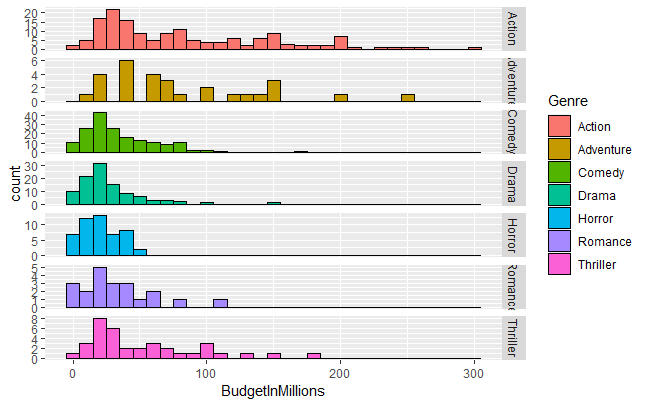 20
15
10
5
0
Action
6
4
2
0
dventure
40
30
20
10
0
Comedy
30
20
10
0
Drama
10
5
0
Horror
5
4
3
2
1
0
Romance
8
6
4
2
0
Thriller
count
0 100 200 300
BudgetInMillions
Genre
Action
Adventure
Comedy
Drama
Horror
Romance
Thriller